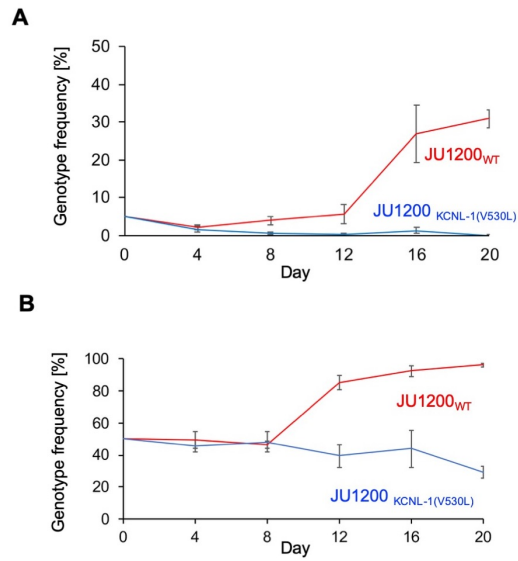 A
Genotype frequency [%]
50
40
30
20
10
0
JU1200WT
JU1200 KCNL-1(V530L)
0 4 8 12 16 20
Day
B
Genotype frequency [%]
100
80
60
40
20
0
JU1200WT
JU1200 KCNL-1(V530L)
0 4 8 12 16 20
Day